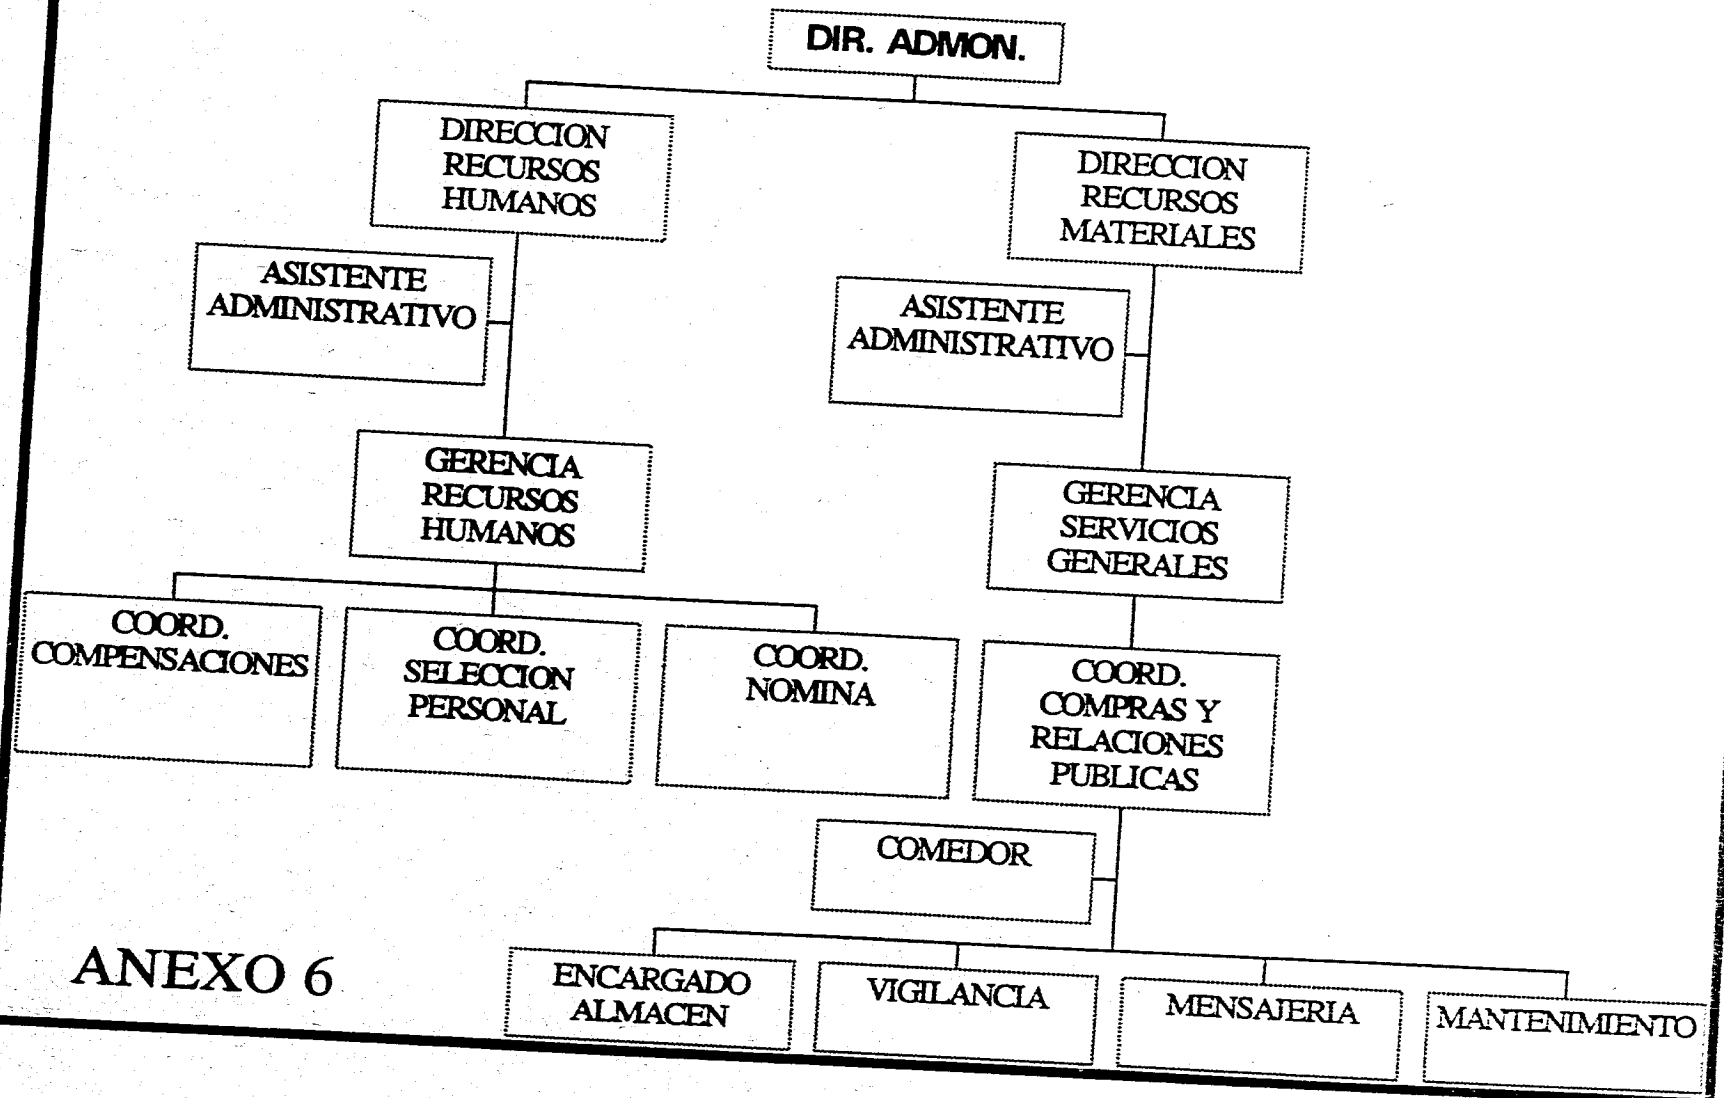 DIR. ADMON.
DIRECCION
RECURSOS
HUMANOS
DIRECCION
RECURSOS
MATERIALES
ASISTENTE
ADMINISTRATIVO
ASISTENTE
ADMINISTRATIVO
GERENCIA
RECURSOS
HUMANOS
GERENCIA
SERVICIOS
GENERALES
COORD.
COMPENSACIONES
COORD.
SELECCION
PERSONAL
COORD.
NOMINA
COORD.
COMPRAS Y
RELACIONES
PUBLICAS
COMEDOR
ENCARGADO
ALMACEN
VIGILANCIA
MENSAJERIA
MANTENIMIENTO
ANEXO 6